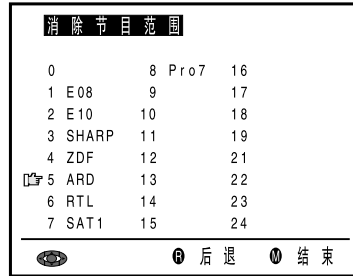 消除节目范围
0 8 Pro7 16
1 E08 9 17
2 E10 10 18
3 SHARP 11 19
4 ZDF 12 21
5 ARD 13 22
6 RTL 14 23
7 SAT1 15 24
R 后退 M 结束